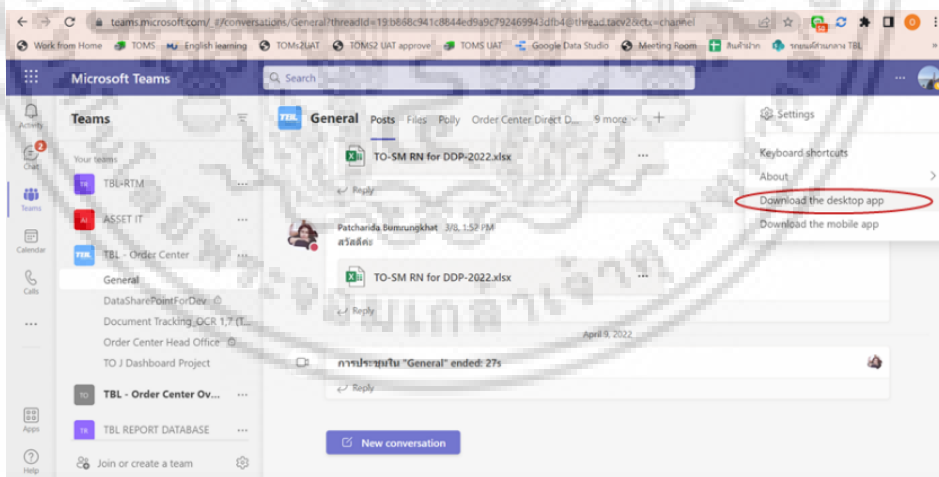 teams.microsoft.com/_#/conversations/General?threadId=19:b868c941c8844ed9a9c792469943dfb4@thread.tacv2&ctx=channel
Work from Home TOMS English learning TOMs2UAT TOMS2 UAT approve TOMS UAT Google Data Studio Meeting Room
Microsoft Teams
Search
Activity
Chat
2
Teams
Calendar
Calls
Apps
Help
Teams
Your teams
TBL-RTM
ASSET IT
TBL - Order Center
General
DataSharePointForDev
Document Tracking_OCR 1,7 (T...
Order Center Head Office
TO J Dashboard Project
TBL - Order Center Ov...
TBL REPORT DATABASE
Join or create a team
General Posts Files Polly Order Center Direct D... 9 more
TO-SM RN for DDP-2022.xlsx
Reply
Patcharida Bumrungkhat 3/8, 1:52 PM
สวัสดีค่ะ
TO-SM RN for DDP-2022.xlsx
Reply
April 9, 2022
การประชุมใน "General" ended: 27s
Reply
New conversation
Settings
Keyboard shortcuts
About
Download the desktop app
Download the mobile app